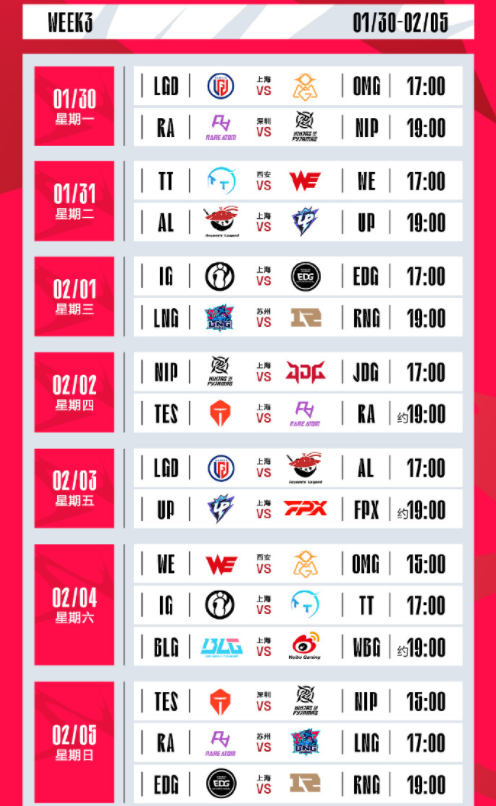 WEEK3 01/30-02/05
01/30
星期一
LGD 上海 VS OMG 17:00
RA RARE ATOM 深圳 VS NIP 19:00
01/31
星期二
TT 西安 VS WE 17:00
AL 上海 VS UP 19:00
02/01
星期三
IG 上海 VS EDG 17:00
LNG 苏州 VS RNG 19:00
02/02
星期四
NIP 上海 VS JDG 17:00
TES 上海 VS RA 约19:00
02/03
星期五
LGD 上海 VS AL 17:00
UP 上海 VS FPX 约19:00
02/04
星期六
WE 西安 VS OMG 15:00
IG 上海 VS TT 17:00
BLG 上海 VS WBG 约19:00
02/05
星期日
TES 深圳 VS NIP 15:00
RA RARE ATOM 苏州 VS LNG 17:00
EDG 上海 VS RNG 19:00